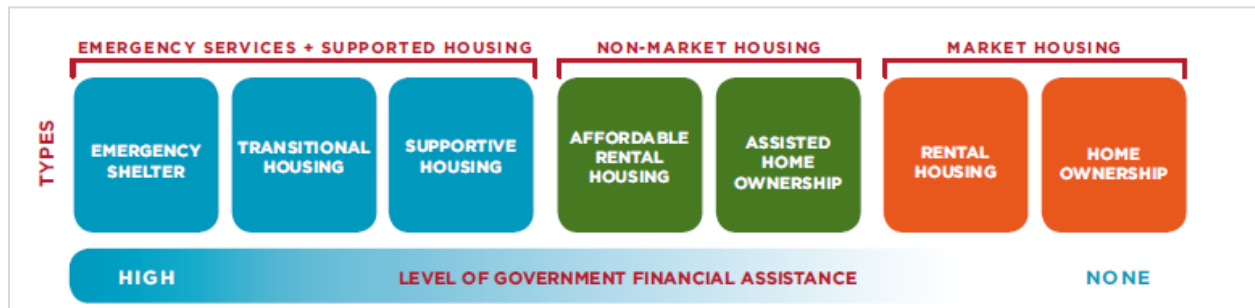 EMERGENCY SERVICES + SUPPORTED HOUSING
NON-MARKET HOUSING
MARKET HOUSING
TYPES
EMERGENCY
SHELTER
TRANSITIONAL
HOUSING
SUPPORTIVE
HOUSING
AFFORDABLE
RENTAL
HOUSING
ASSISTED
HOME
OWNERSHIP
RENTAL
HOUSING
HOME
OWNERSHIP
HIGH
LEVEL OF GOVERNMENT FINANCIAL ASSISTANCE
NONE